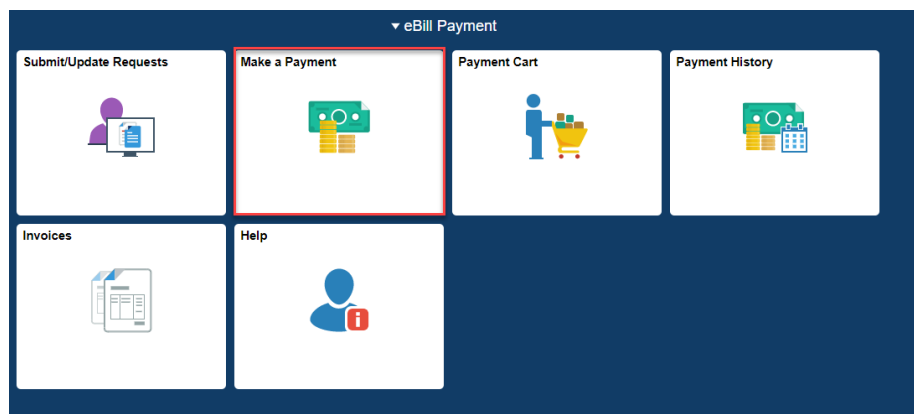 eBill Payment
Submit/Update Requests
Make a Payment
Payment Cart
Payment History
Invoices
Help